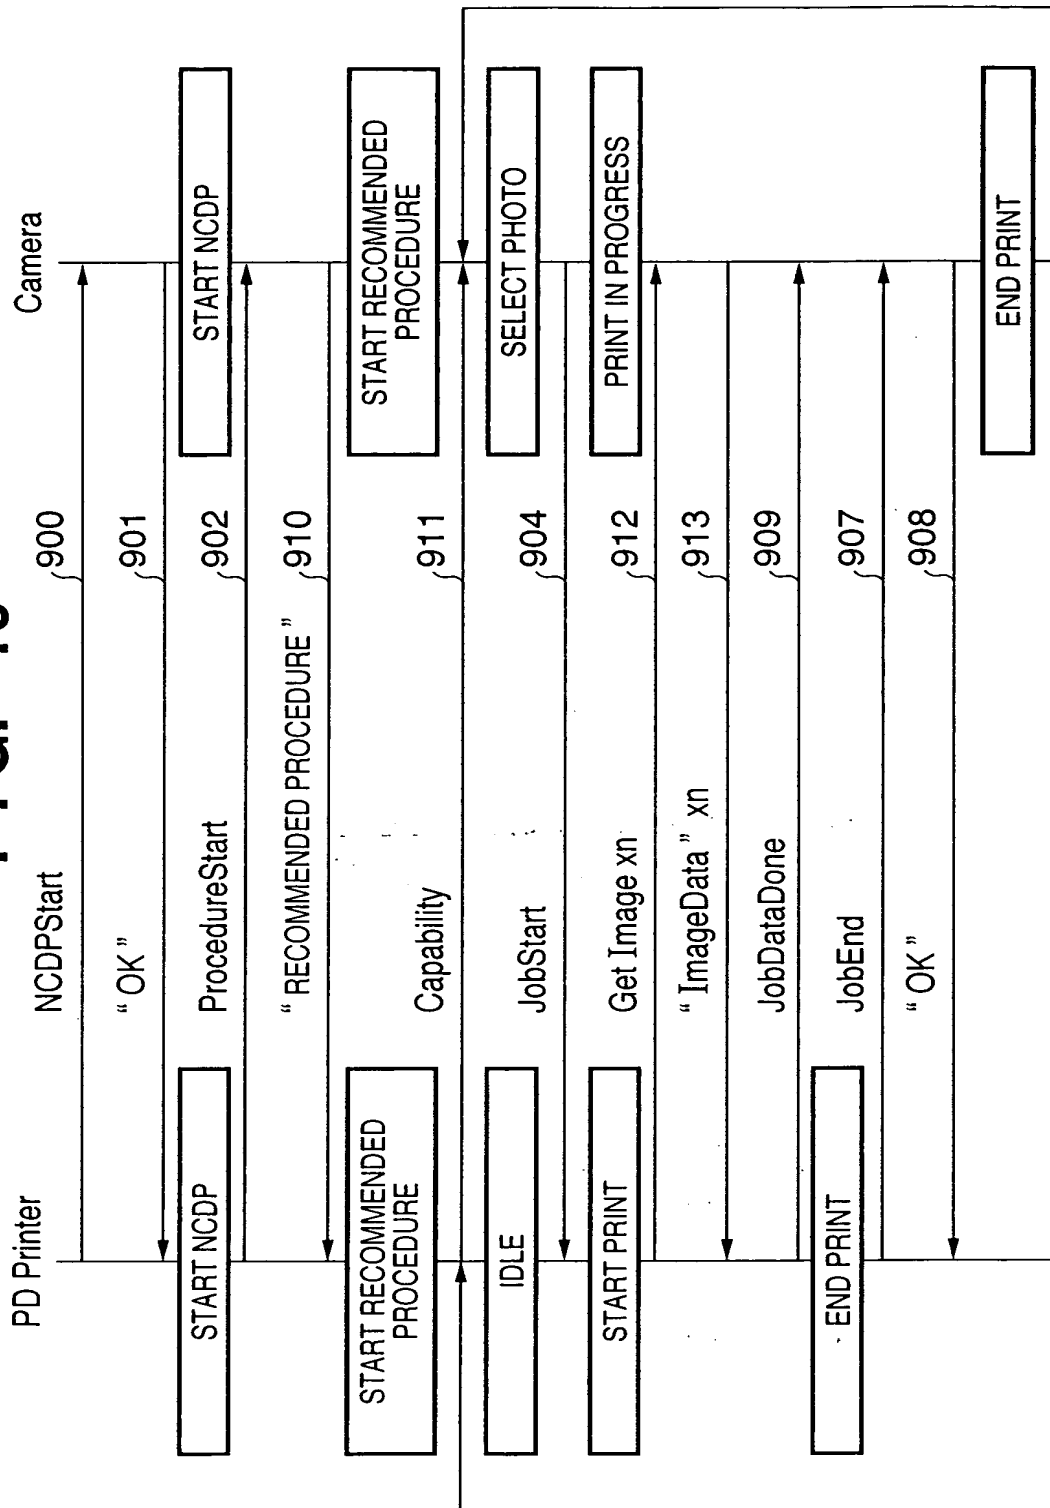 PD Printer
Camera
NCDPStart
900
“ OK ”
901
START NCDP
START NCDP
ProcedureStart
902
“ RECOMMENDED PROCEDURE ”
910
START RECOMMENDED
PROCEDURE
START RECOMMENDED
PROCEDURE
Capability
911
IDLE
SELECT PHOTO
JobStart
904
START PRINT
PRINT IN PROGRESS
Get Image xn
912
“ ImageData ” xn
913
JobDataDone
909
END PRINT
JobEnd
907
“ OK ”
908
END PRINT